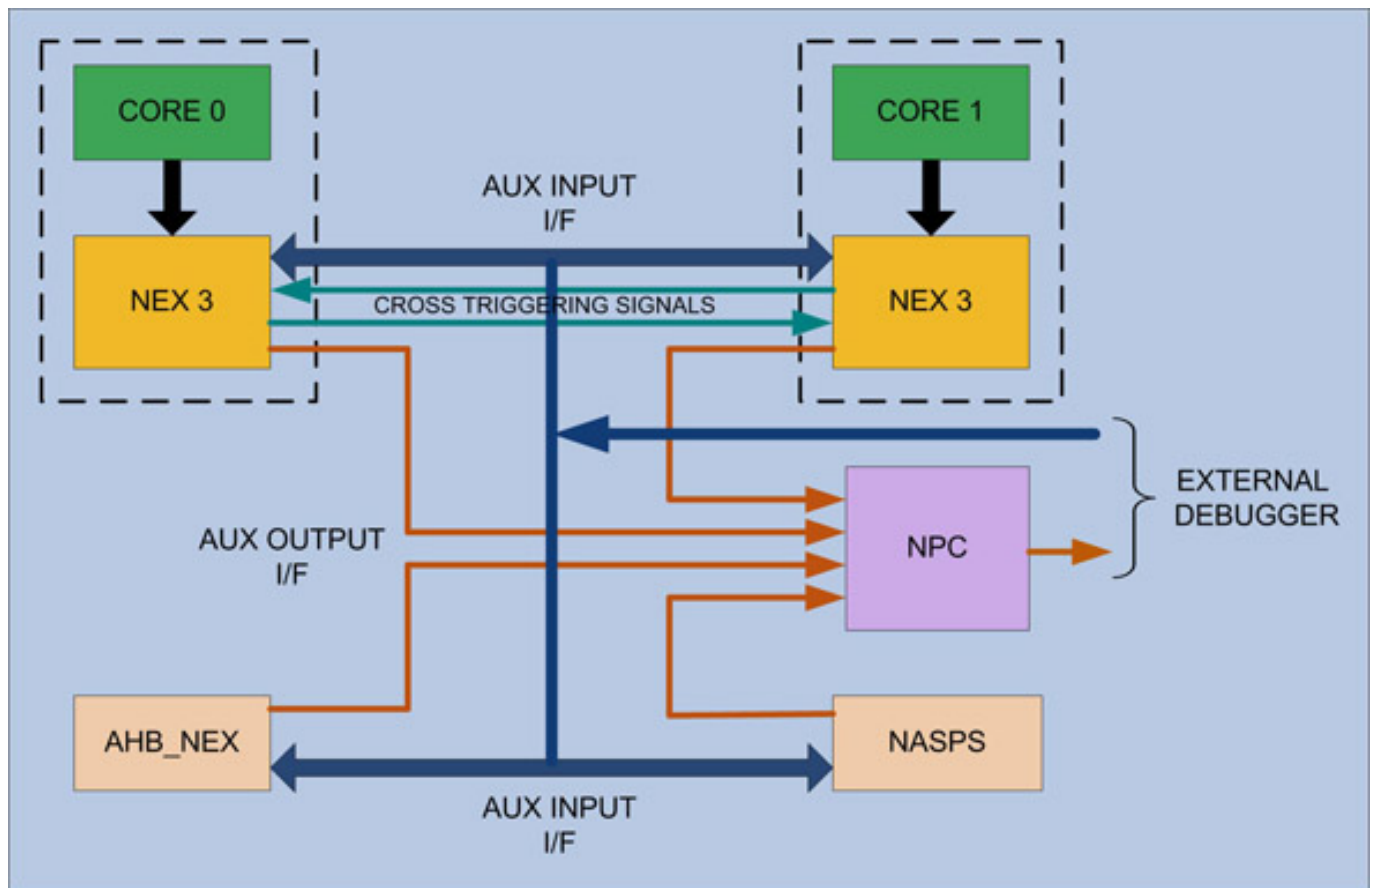 CORE 0
CORE 1
AUX INPUT
I/F
NEX 3
CROSS TRIGGERING SIGNALS
NEX 3
EXTERNAL
DEBUGGER
AUX OUTPUT
I/F
NPC
AHB_NEX
NASPS
AUX INPUT
I/F